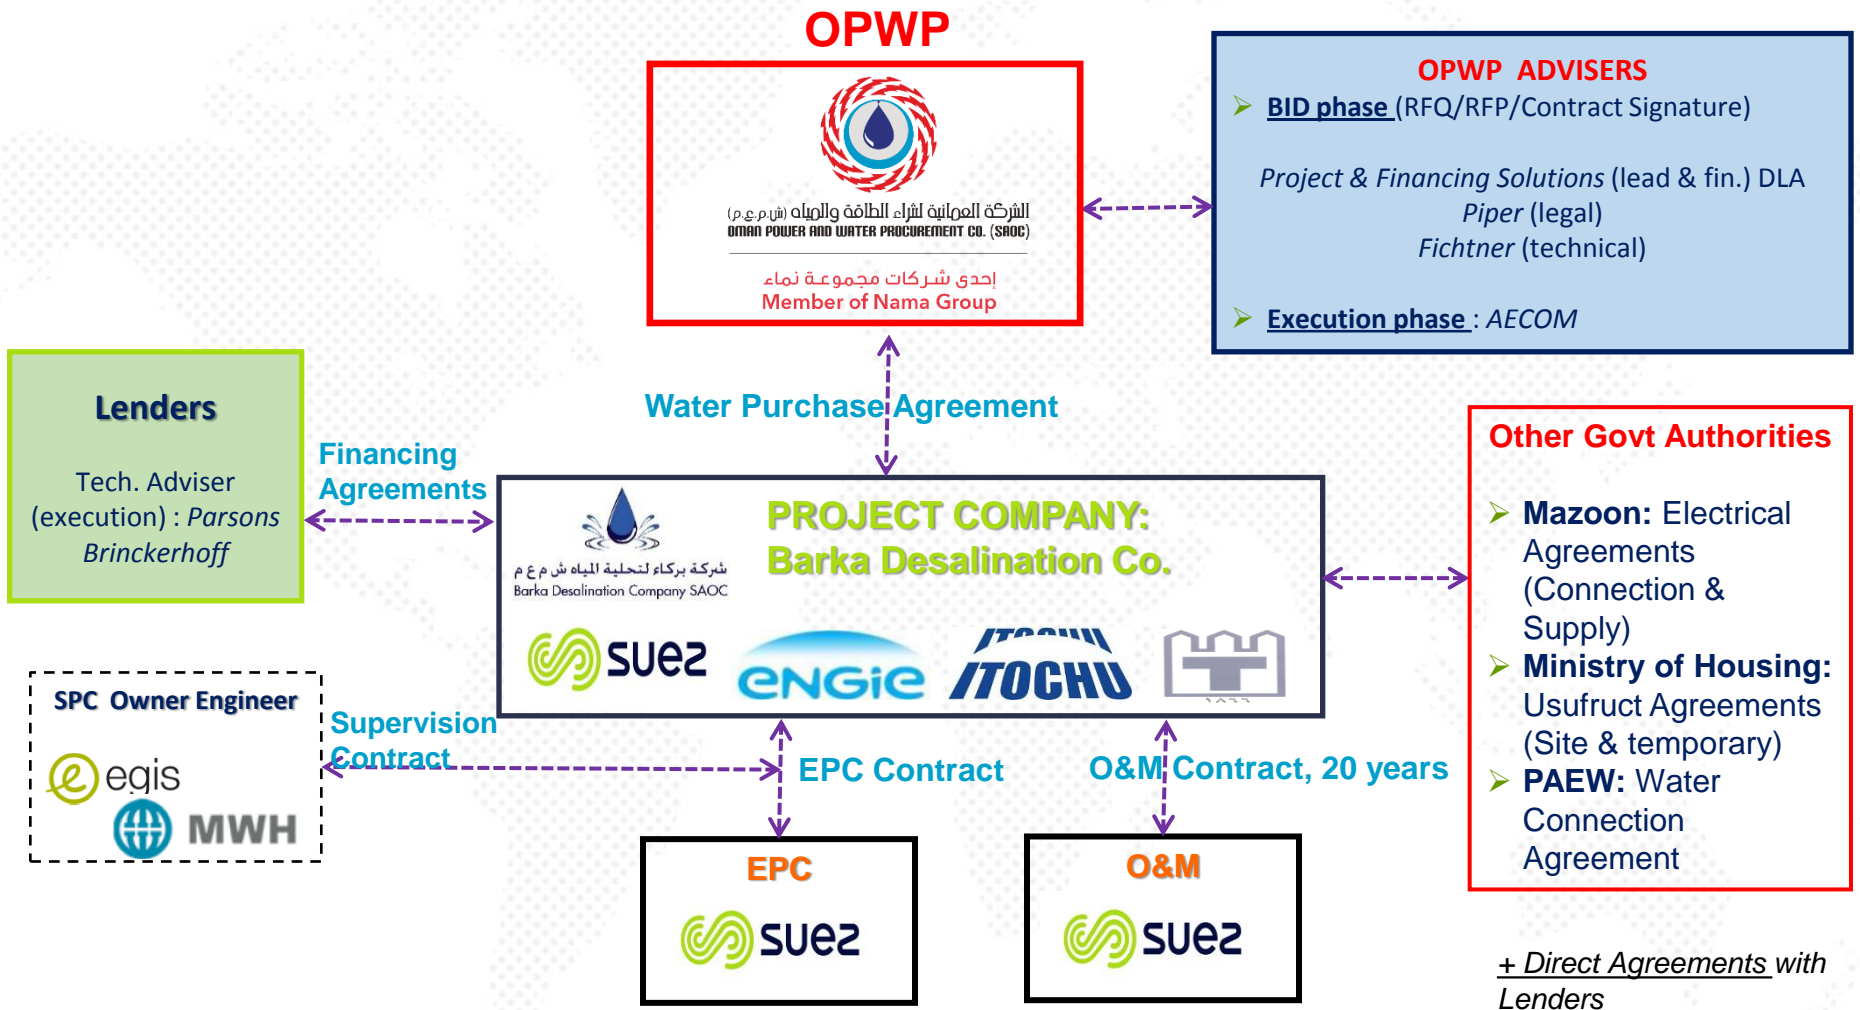 OPWP
الشركة العمانية لشراء الطاقة والمياه (ش.م.ع.م)
OMAN POWER AND WATER PROCUREMENT CO. (SAOC)
إحدى شركات مجموعة نماء
Member of Nama Group
OPWP ADVISERS
➢ BID phase (RFQ/RFP/Contract Signature)
Project & Financing Solutions (lead & fin.) DLA
Piper (legal)
Fichtner (technical)
➢ Execution phase : AECOM
Water Purchase Agreement
Lenders
Tech. Adviser
(execution) : Parsons
Brinckerhoff
Financing
Agreements
شركة بركاء لتحلية المياه ش م ع م
Barka Desalination Company SAOC
PROJECT COMPANY:
Barka Desalination Co.
suez
ENGIE
ITOCHU
ITOCHU
Other Govt Authorities
➢ Mazoon: Electrical
Agreements
(Connection &
Supply)
➢ Ministry of Housing:
Usufruct Agreements
(Site & temporary)
➢ PAEW: Water
Connection
Agreement
SPC Owner Engineer
egis
MWH
Supervision
Contract
EPC Contract
O&M Contract, 20 years
EPC
suez
O&M
suez
+ Direct Agreements with
Lenders